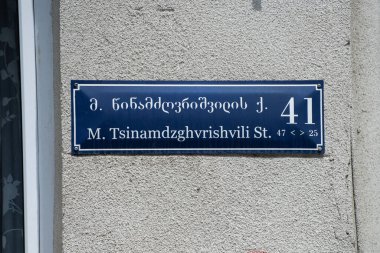 მ. წინამძღვრიშვილის ქ. 41
M. Tsinamdzghvrishvili St. 47 < > 25